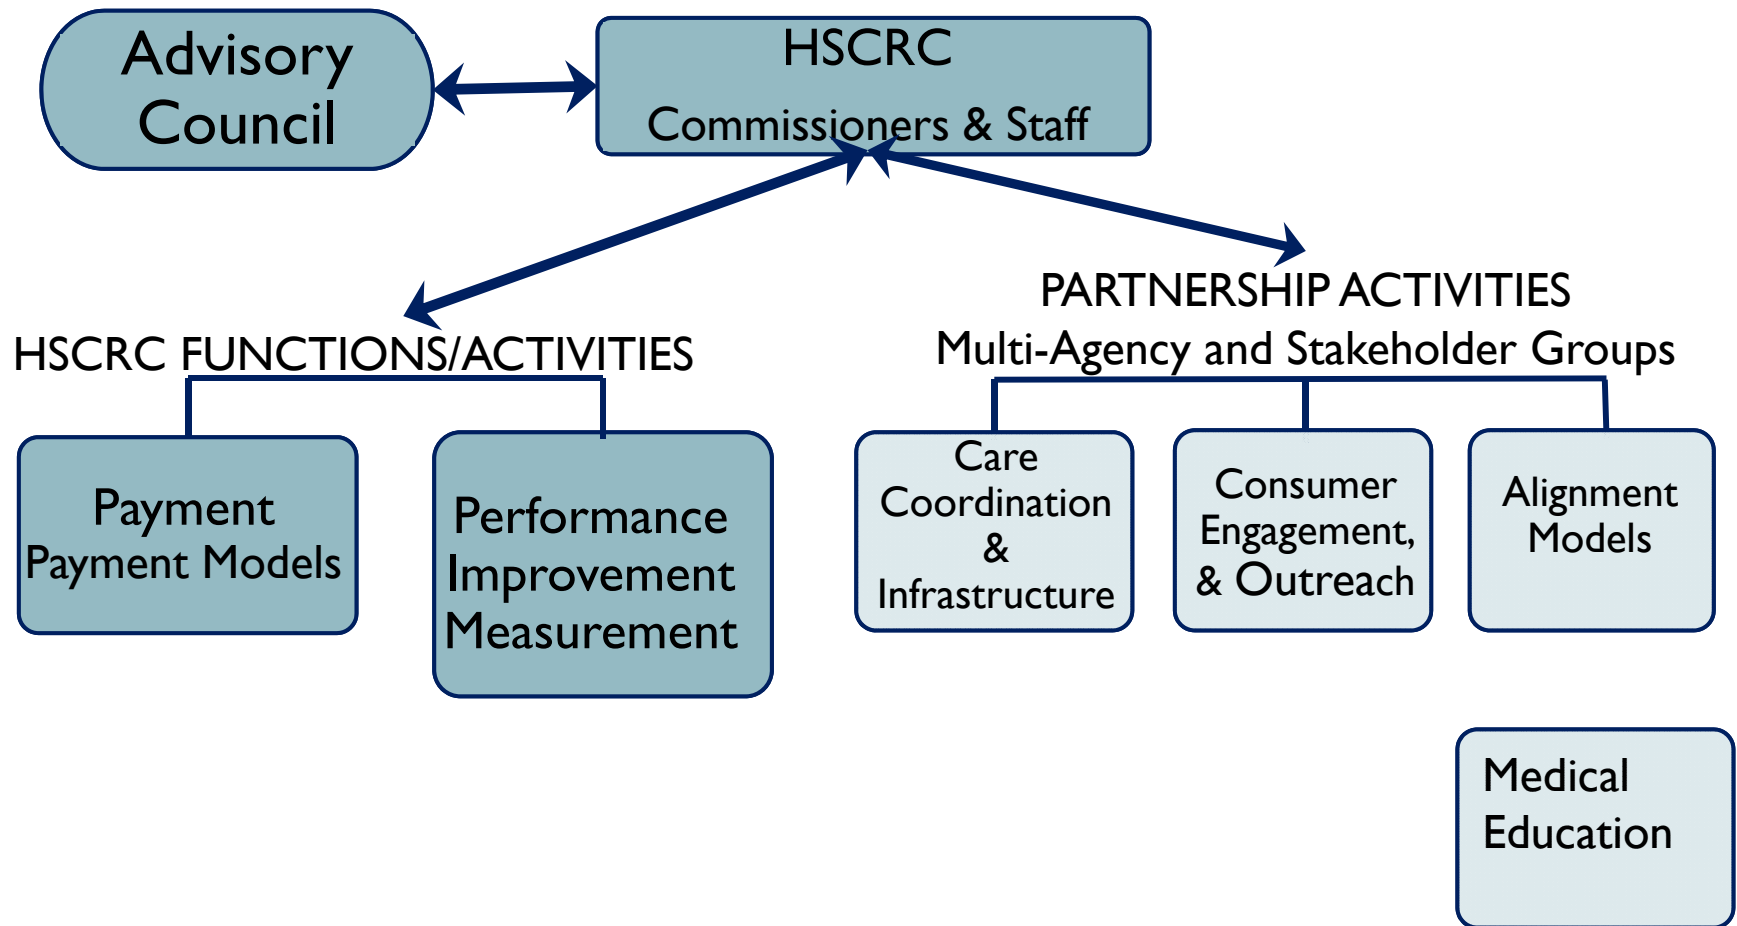 Advisory
Council
HSCRC
Commissioners & Staff
HSCRC FUNCTIONS/ACTIVITIES
Payment
Payment Models
Performance
Improvement
Measurement
PARTNERSHIP ACTIVITIES
Multi-Agency and Stakeholder Groups
Care
Coordination
&
Infrastructure
Consumer
Engagement,
& Outreach
Alignment
Models
Medical
Education